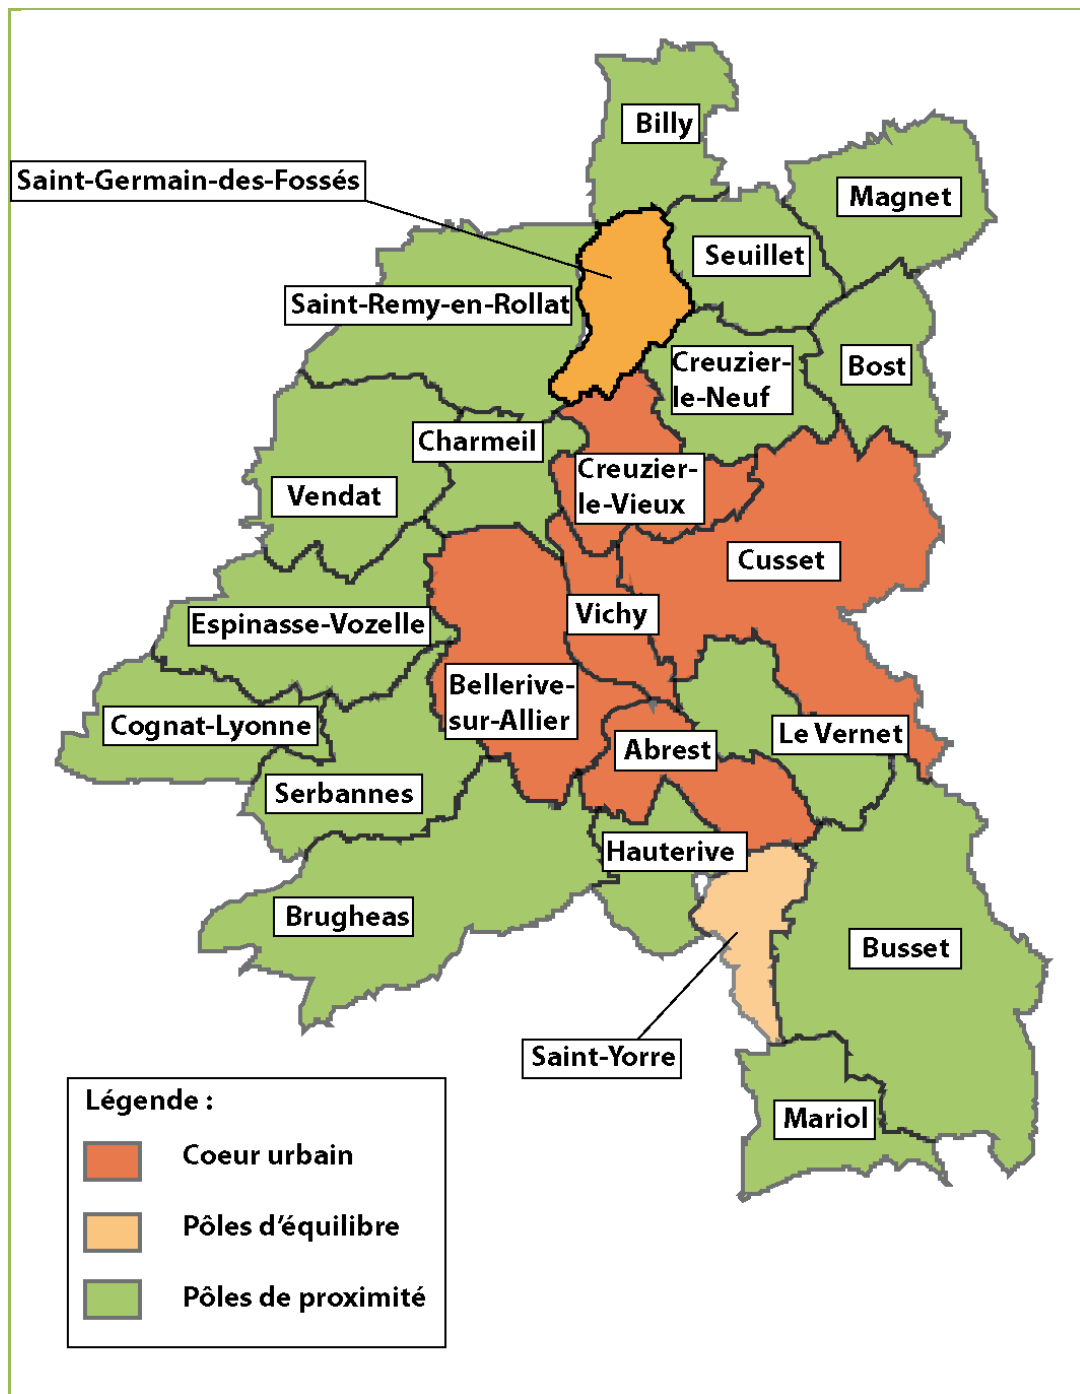 Billy
Saint-Germain-des-Fossés
Magnet
Seuillet
Saint-Remy-en-Rollat
Creuzier-
le-Neuf
Bost
Charmeil
Creuzier-
le-Vieux
Vendat
Cusset
Vichy
Espinasse-Vozelle
Bellerive-
sur-Allier
Cognat-Lyonne
Le Vernet
Abrest
Serbannes
Hauterive
Brugheas
Busset
Saint-Yorre
Mariol
Légende :
Coeur urbain
Pôles d'équilibre
Pôles de proximité